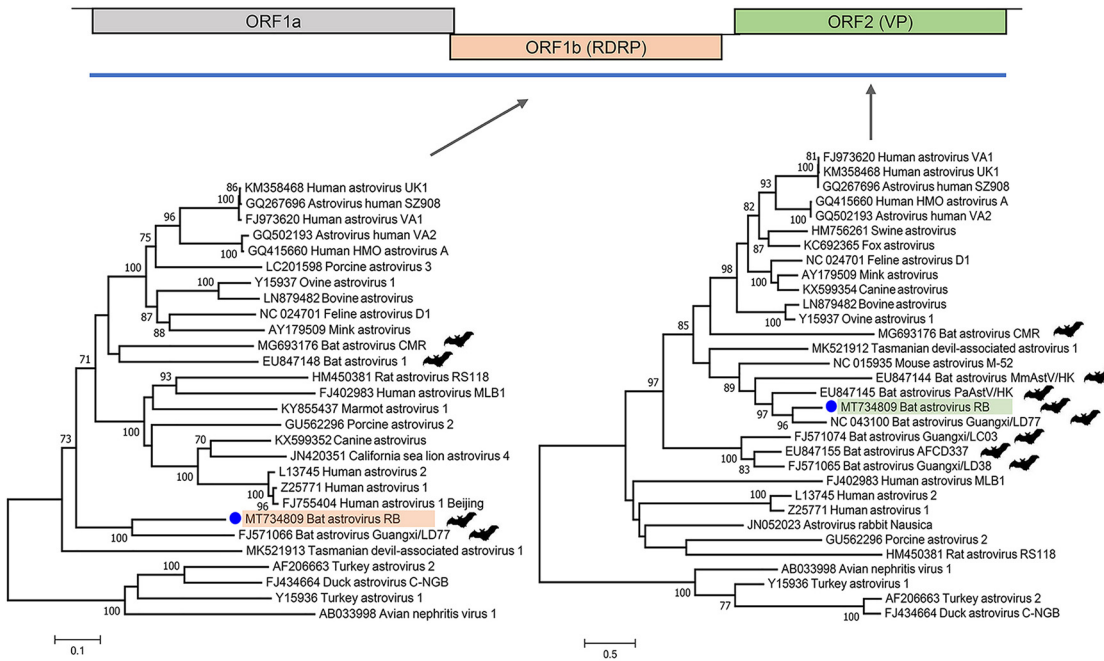 ORF1a
ORF2 (VP)
ORF1b (RDRP)
86
KM358468 Human astrovirus UK1
100
GQ267696 Astrovirus human SZ908
96
FJ973620 Human astrovirus VA1
GQ502193 Astrovirus human VA2
75
100
GQ415660 Human HMO astrovirus A
100
LC201598 Porcine astrovirus 3
100
Y15937 Ovine astrovirus 1
LN879482 Bovine astrovirus
87
NC 024701 Feline astrovirus D1
88
AY179509 Mink astrovirus
MG693176 Bat astrovirus CMR
71
EU847148 Bat astrovirus 1
93
HM450381 Rat astrovirus RS118
FJ402983 Human astrovirus MLB1
KY855437 Marmot astrovirus 1
100
GU562296 Porcine astrovirus 2
73
70
KX599352 Canine astrovirus
JN420351 California sea lion astrovirus 4
100
L13745 Human astrovirus 2
100
Z25771 Human astrovirus 1
96
FJ755404 Human astrovirus 1 Beijing
MT734809 Bat astrovirus RB
100
FJ571066 Bat astrovirus Guangxi/LD77
MK521913 Tasmanian devil-associated astrovirus 1
AF206663 Turkey astrovirus 2
100
FJ434664 Duck astrovirus C-NGB
Y15936 Turkey astrovirus 1
100
AB033998 Avian nephritis virus 1
0.1
81
FJ973620 Human astrovirus VA1
100
KM358468 Human astrovirus UK1
93
GQ267696 Astrovirus human SZ908
GQ415660 Human HMO astrovirus A
82
100
GQ502193 Astrovirus human VA2
HM756261 Swine astrovirus
87
KC692365 Fox astrovirus
NC 024701 Feline astrovirus D1
98
100
AY179509 Mink astrovirus
KX599354 Canine astrovirus
LN879482 Bovine astrovirus
100
Y15937 Ovine astrovirus 1
85
MG693176 Bat astrovirus CMR
MK521912 Tasmanian devil-associated astrovirus 1
NC 015935 Mouse astrovirus M-52
89
EU847144 Bat astrovirus MmAstV/HK
97
EU847145 Bat astrovirus PaAstV/HK
97
MT734809 Bat astrovirus RB
96
NC 043100 Bat astrovirus Guangxi/LD77
FJ571074 Bat astrovirus Guangxi/LC03
100
EU847155 Bat astrovirus AFCD337
83
FJ571065 Bat astrovirus Guangxi/LD38
FJ402983 Human astrovirus MLB1
L13745 Human astrovirus 2
100
Z25771 Human astrovirus 1
JN052023 Astrovirus rabbit Nausica
GU562296 Porcine astrovirus 2
HM450381 Rat astrovirus RS118
AB033998 Avian nephritis virus 1
100
Y15936 Turkey astrovirus 1
77
AF206663 Turkey astrovirus 2
100
FJ434664 Duck astrovirus C-NGB
0.5